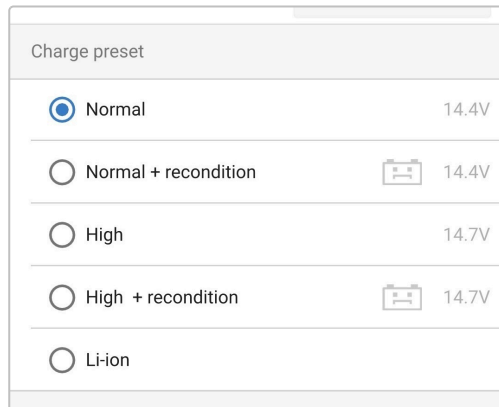 Charge preset
Normal 14.4V
Normal + recondition 14.4V
High 14.7V
High + recondition 14.7V
Li-ion